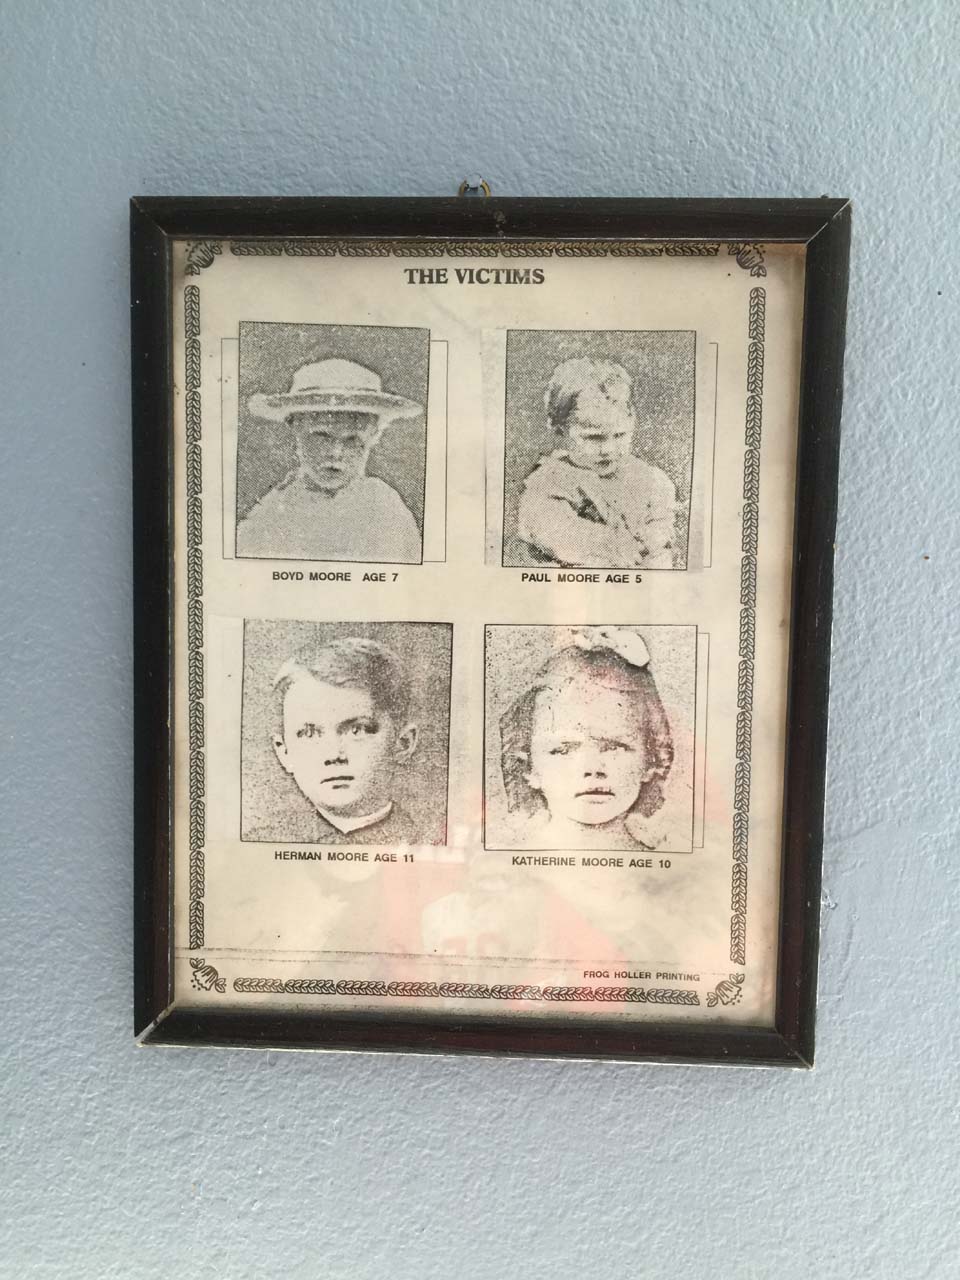 THE VICTIMS
BOYD MOORE AGE 7
PAUL MOORE AGE 5
HERMAN MOORE AGE 11
KATHERINE MOORE AGE 10
FROG HOLLER PRINTING